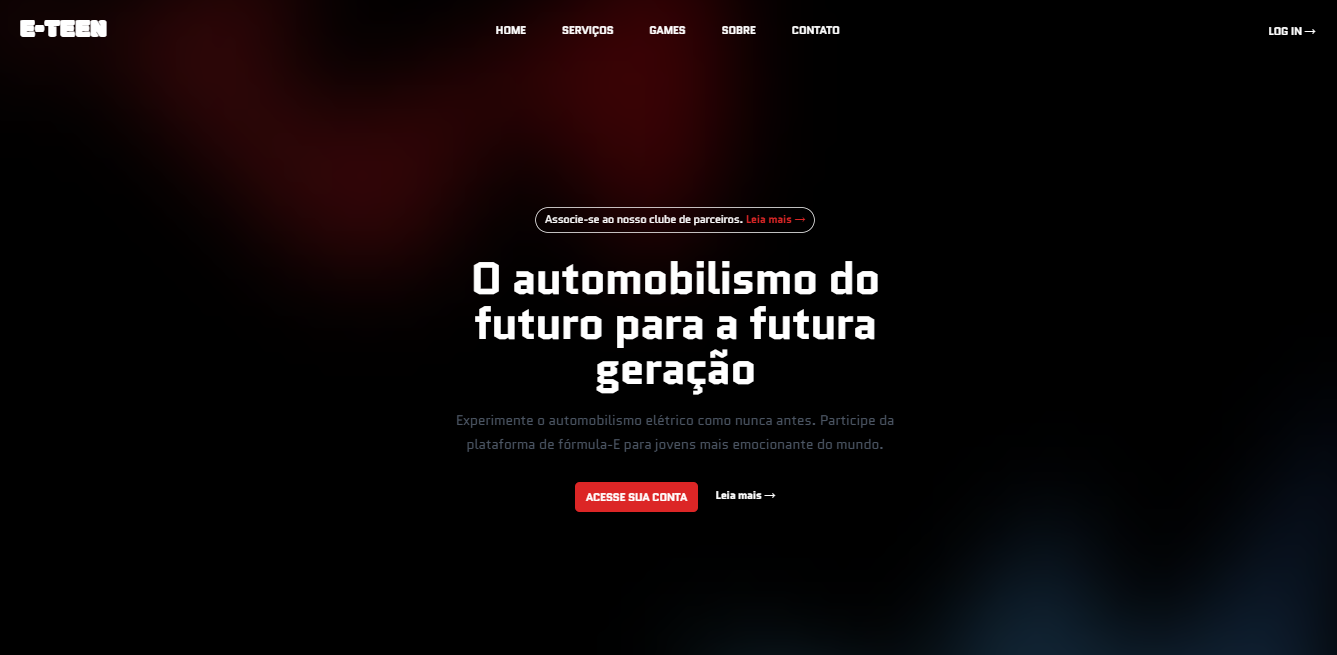 E-TEEN
HOME SERVIÇOS GAMES SOBRE CONTATO
LOG IN →
Associe-se ao nosso clube de parceiros. Leia mais →
O automobilismo do
futuro para a futura
geração
Experimente o automobilismo elétrico como nunca antes. Participe da
plataforma de fórmula-E para jovens mais emocionante do mundo.
ACESSE SUA CONTA
Leia mais →